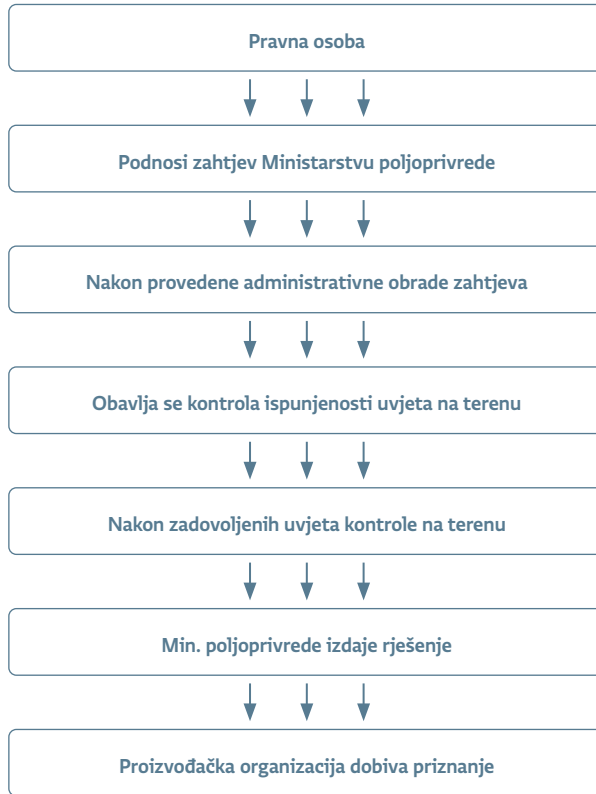 Pravna osoba
Podnosi zahtjev Ministarstvu poljoprivrede
Nakon provedene administrativne obrade zahtjeva
Obavlja se kontrola ispunjenosti uvjeta na terenu
Nakon zadovoljenih uvjeta kontrole na terenu
Min. poljoprivrede izdaje rješenje
Proizvođačka organizacija dobiva priznanje